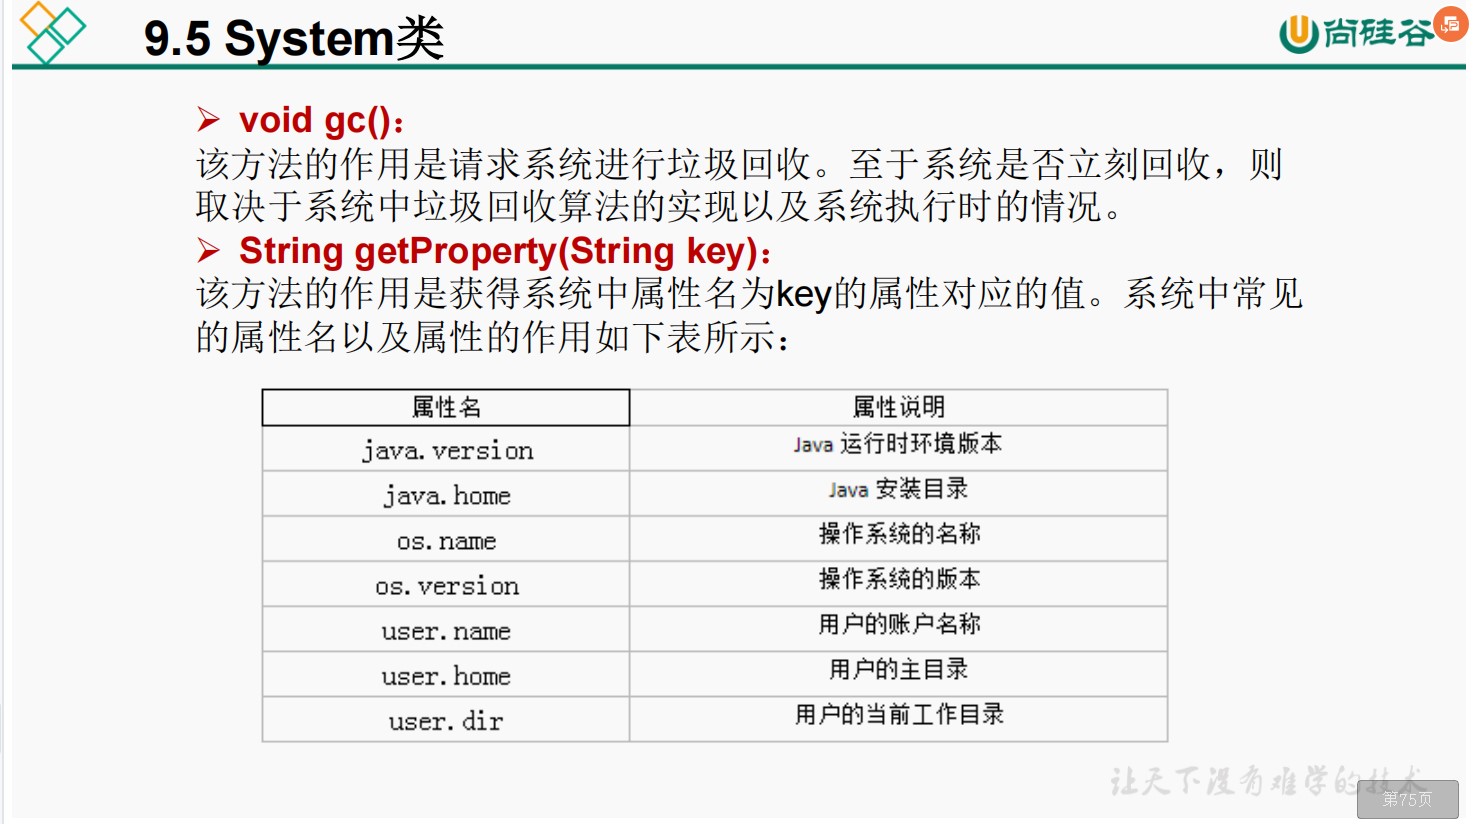 9.5 System类
尚硅谷
void gc()：
该方法的作用是请求系统进行垃圾回收。至于系统是否立刻回收，则
取决于系统中垃圾回收算法的实现以及系统执行时的情况。
String getProperty(String key)：
该方法的作用是获得系统中属性名为key的属性对应的值。系统中常见
的属性名以及属性的作用如下表所示：
属性名 属性说明
java.version Java 运行时环境版本
java.home Java 安装目录
os.name 操作系统的名称
os.version 操作系统的版本
user.name 用户的账户名称
user.home 用户的主目录
user.dir 用户的当前工作目录
让天下没有难学的技术
第75页